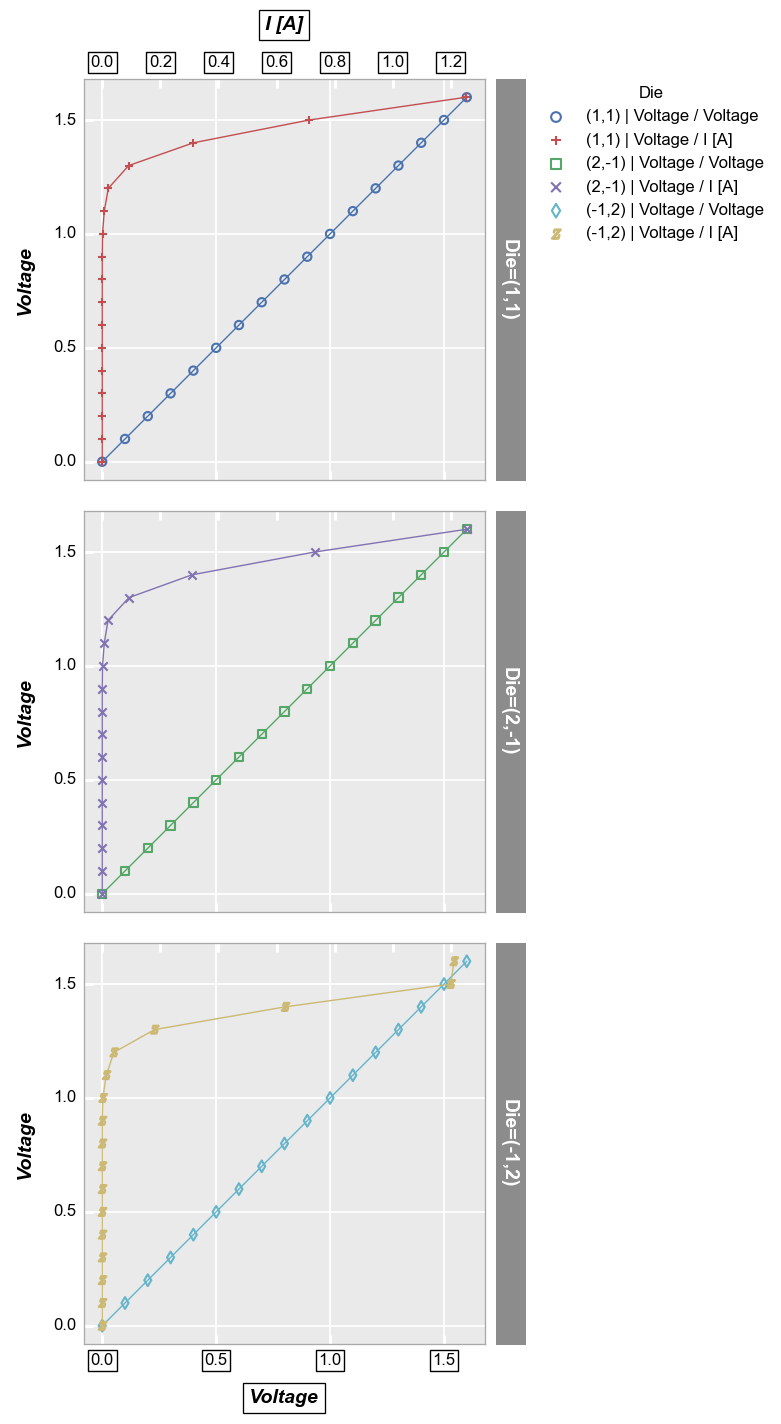 I [A]
0.0 0.2 0.4 0.6 0.8 1.0 1.2
Die
(1,1) | Voltage / Voltage
(1,1) | Voltage / I [A]
(2,-1) | Voltage / Voltage
(2,-1) | Voltage / I [A]
(-1,2) | Voltage / Voltage
(-1,2) | Voltage / I [A]
1.5
1.0
0.5
0.0
Voltage
Die=(1,1)
1.5
1.0
0.5
0.0
Voltage
Die=(2,-1)
1.5
1.0
0.5
0.0
Voltage
Die=(-1,2)
0.0 0.5 1.0 1.5
Voltage